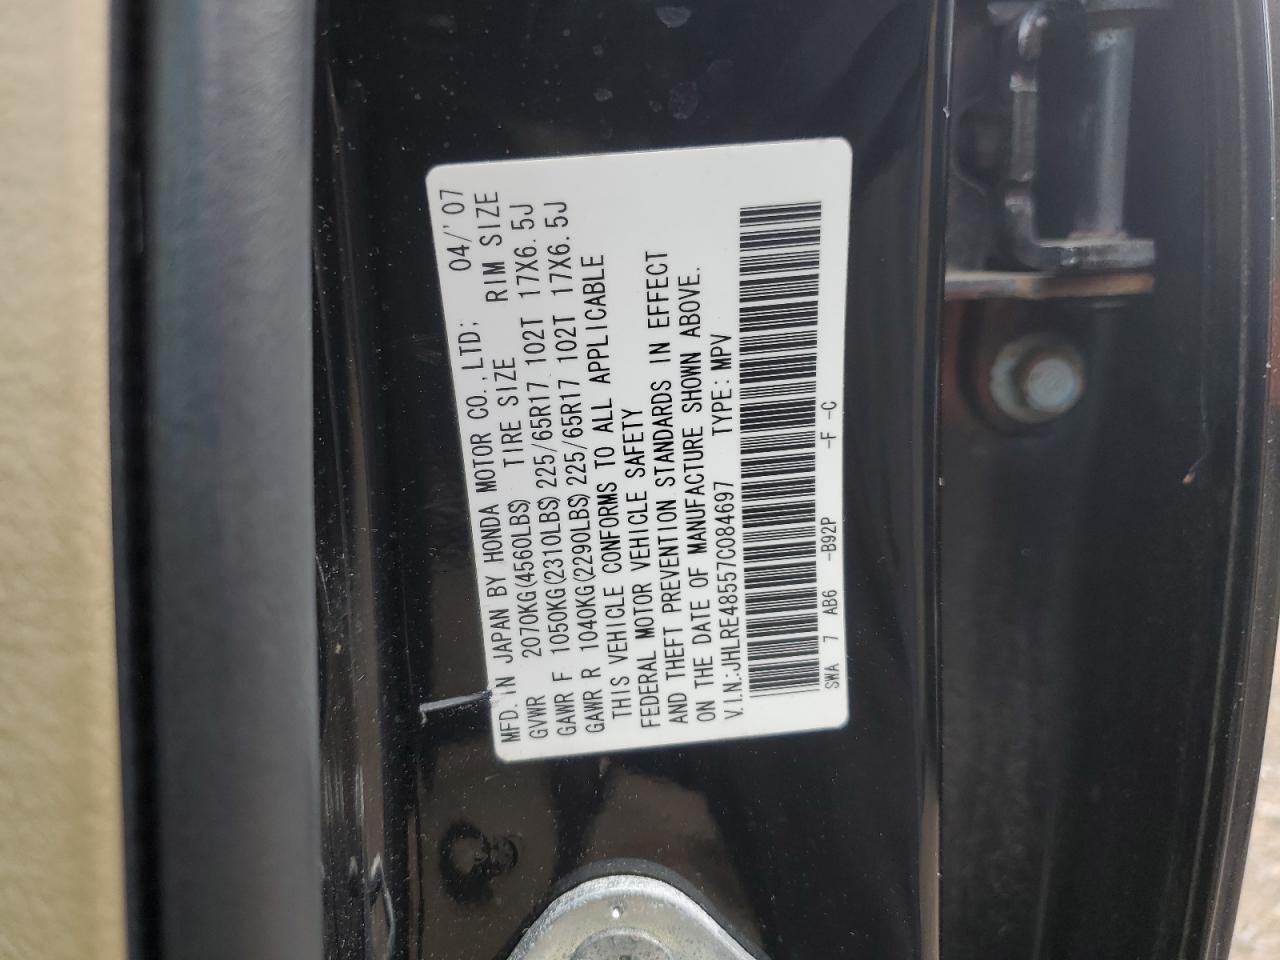 MFD. IN JAPAN BY HONDA MOTOR CO., LTD; 04/'07
GVWR 2070KG(4560LBS) TIRE SIZE RIM SIZE
GAWR F 1050KG(2310LBS) 225/65R17 102T 17X6.5J
GAWR R 1040KG(2290LBS) 225/65R17 102T 17X6.5J
THIS VEHICLE CONFORMS TO ALL APPLICABLE
FEDERAL MOTOR VEHICLE SAFETY
AND THEFT PREVENTION STANDARDS IN EFFECT
ON THE DATE OF MANUFACTURE SHOWN ABOVE.
V.I.N.:JHLRE48557C084697 TYPE: MPV
SWA 7 AB6 -B92P -F -C